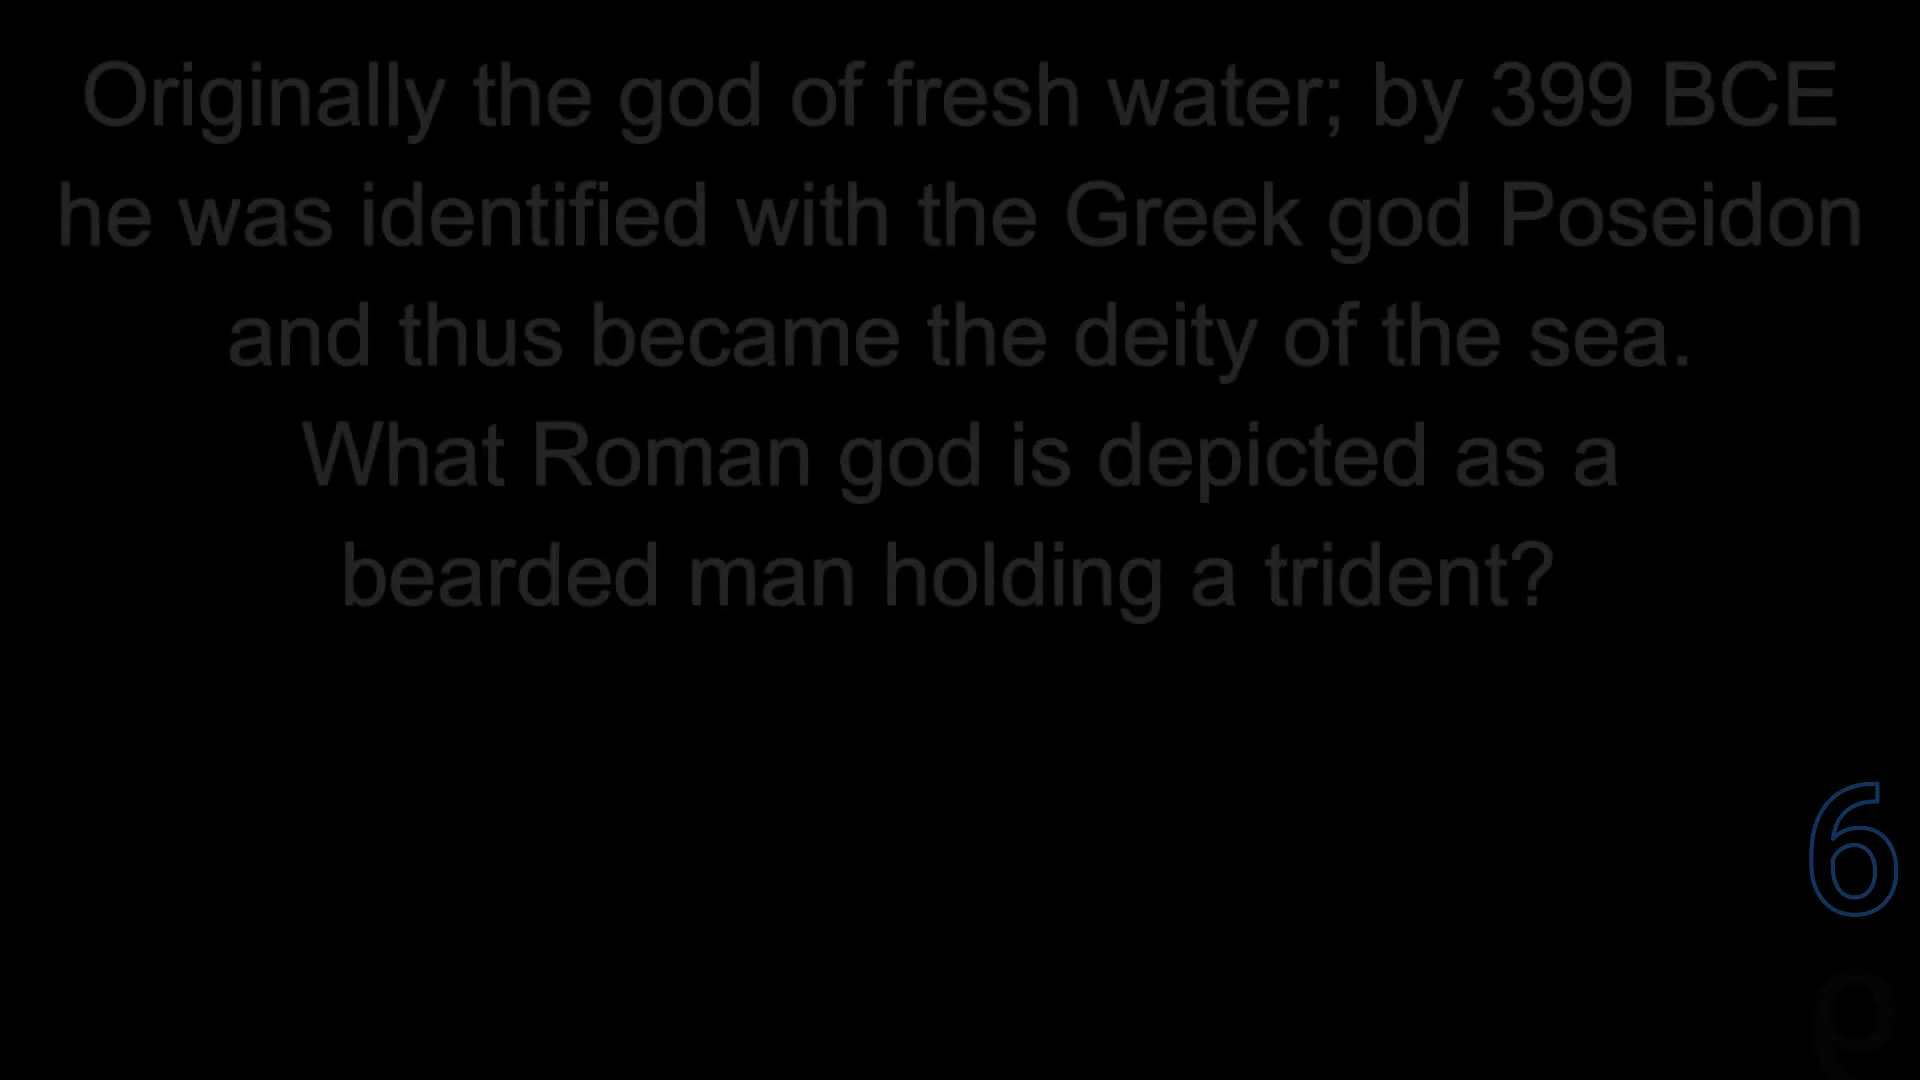 Originally the god of fresh water; by 399 BCE
he was identified with the Greek god Poseidon
and thus became the deity of the sea.
What Roman god is depicted as a
bearded man holding a trident?
6